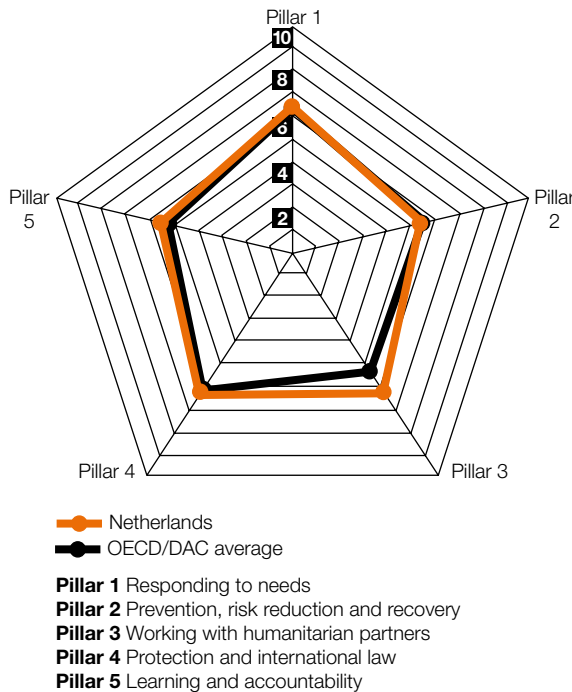 Pillar 1
10
8
6
4
2
Pillar
5
Pillar
2
Pillar 4
Pillar 3
Netherlands
OECD/DAC average
Pillar 1 Responding to needs
Pillar 2 Prevention, risk reduction and recovery
Pillar 3 Working with humanitarian partners
Pillar 4 Protection and international law
Pillar 5 Learning and accountability